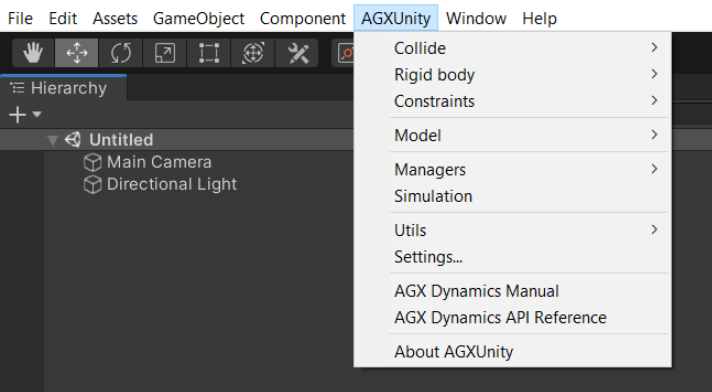 File Edit Assets GameObject Component AGXUnity Window Help
Hierarchy
Untitled
Main Camera
Directional Light
Collide
Rigid body
Constraints
Model
Managers
Simulation
Utils
Settings...
AGX Dynamics Manual
AGX Dynamics API Reference
About AGXUnity